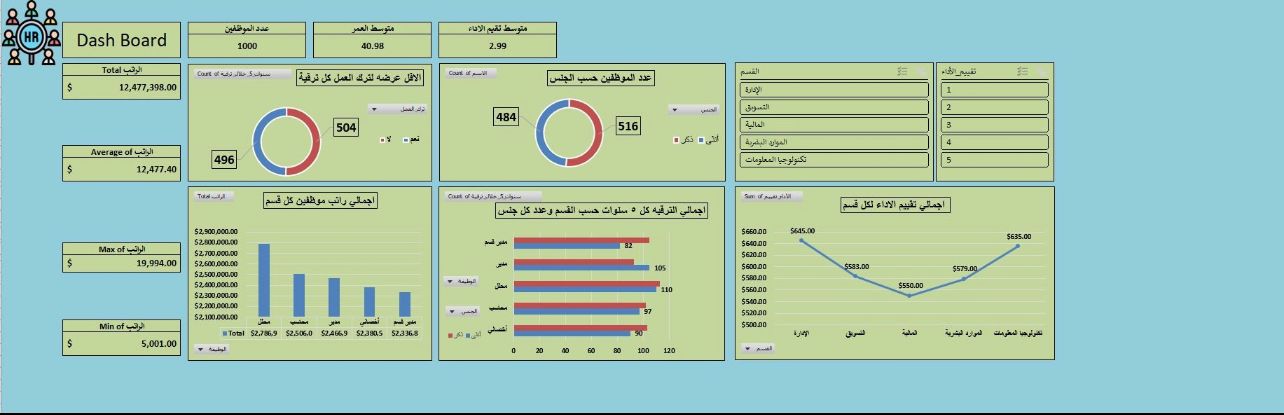 HR
Dash Board
عدد الموظفين
1000
متوسط العمر
40.98
متوسط تقيم الاداء
2.99
Total الراتب
$ 12,477,398.00
Average of الراتب
$ 12,477.40
Max of الراتب
$ 19,994.00
Min of الراتب
$ 5,001.00
Count of سنوات_5_خلال_ترقية
الاقل عرضه لترك العمل كل ترقية
504
496
ترك_العمل
نعم
لا
Count of الاسم
عدد الموظفين حسب الجنس
484
516
الجنس
أنثى
ذكر
القسم
الإدارة
التسويق
المالية
الموارد البشرية
تكنولوجيا المعلومات
تقييم_الأداء
1
2
3
4
5
Total الراتب
اجمالي راتب موظفين كل قسم
$2,900,000.00
$2,800,000.00
$2,700,000.00
$2,600,000.00
$2,500,000.00
$2,400,000.00
$2,300,000.00
$2,200,000.00
$2,100,000.00
محلل
محاسب
مدير
أخصائي
مدير قسم
Total $2,786,9 $2,506,0 $2,466,9 $2,380,5 $2,336,8
الوظيفة
Count of سنوات_5_خلال_ترقية
اجمالي الترقيه كل ٥ سنوات حسب القسم وعدد كل جنس
مدير قسم
82
مدير
105
محلل
110
محاسب
97
أخصائي
90
0 20 40 60 80 100 120
الوظيفة
الجنس
أنثى
ذكر
Sum of تقييم_الأداء
اجمالي تقييم الاداء لكل قسم
$660.00
$640.00
$620.00
$600.00
$580.00
$560.00
$540.00
$520.00
$500.00
$645.00
$583.00
$550.00
$579.00
$635.00
الإدارة
التسويق
المالية
الموارد البشرية
تكنولوجيا المعلومات
القسم